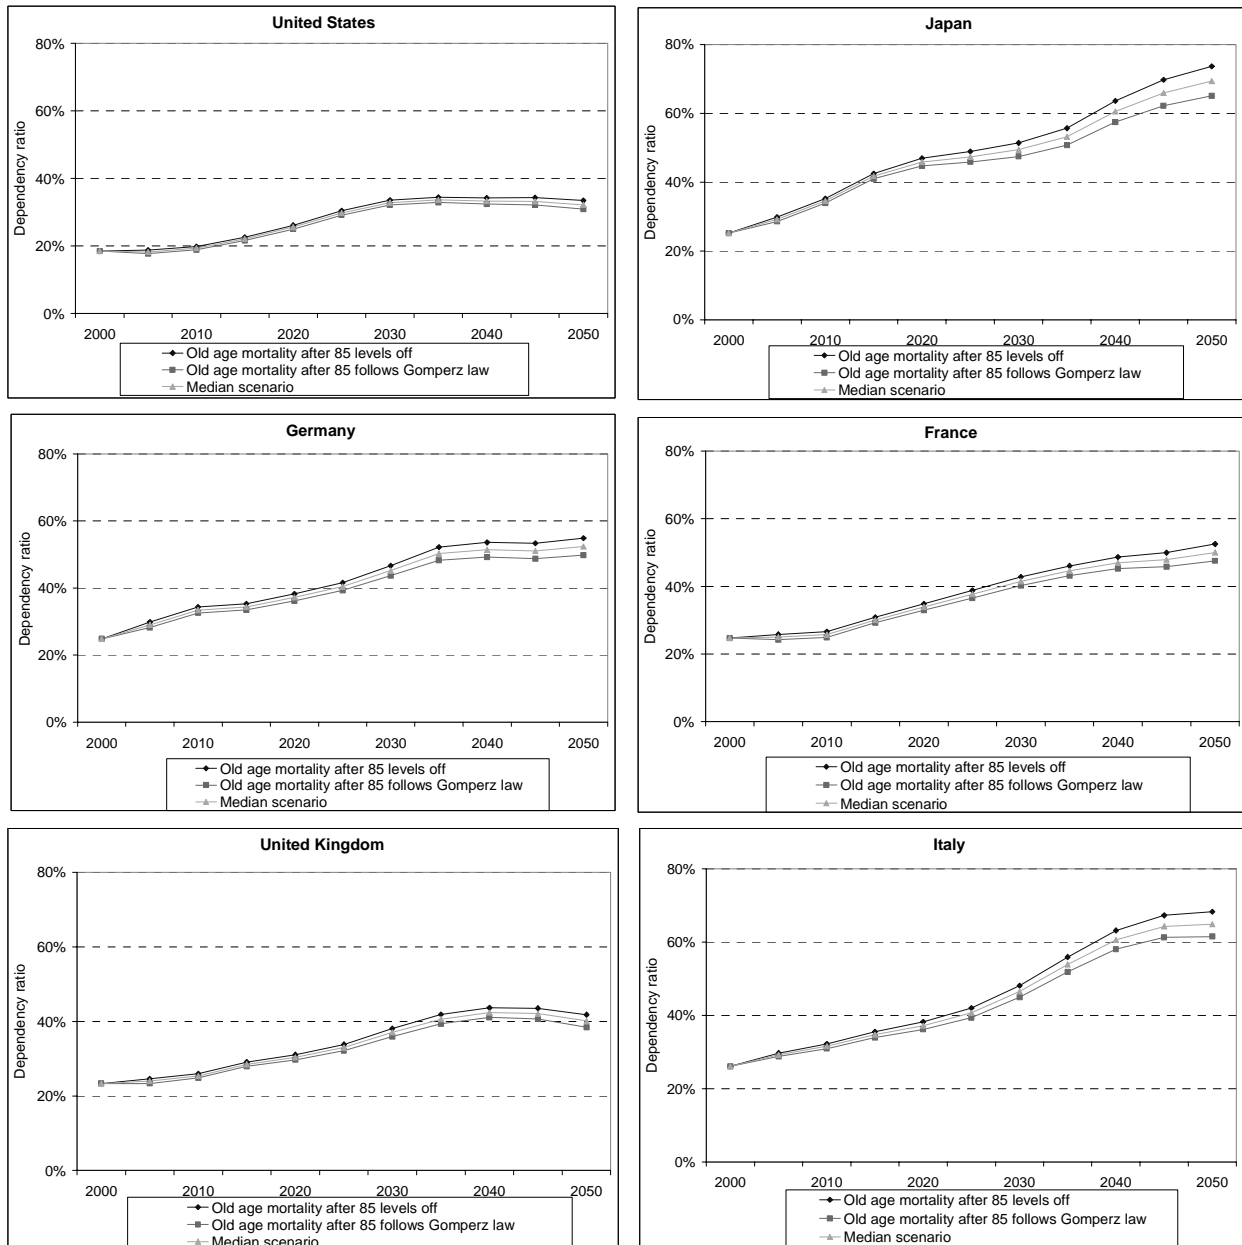 United States
80%
60%
40%
20%
0%
Dependency ratio
2000 2010 2020 2030 2040 2050
Old age mortality after 85 levels off
Old age mortality after 85 follows Gomperz law
Median scenario
Japan
80%
60%
40%
20%
0%
Dependency ratio
2000 2010 2020 2030 2040 2050
Old age mortality after 85 levels off
Old age mortality after 85 follows Gomperz law
Median scenario
Germany
80%
60%
40%
20%
0%
Dependency ratio
2000 2010 2020 2030 2040 2050
Old age mortality after 85 levels off
Old age mortality after 85 follows Gomperz law
Median scenario
France
80%
60%
40%
20%
0%
Dependency ratio
2000 2010 2020 2030 2040 2050
Old age mortality after 85 levels off
Old age mortality after 85 follows Gomperz law
Median scenario
United Kingdom
80%
60%
40%
20%
0%
Dependency ratio
2000 2010 2020 2030 2040 2050
Old age mortality after 85 levels off
Old age mortality after 85 follows Gomperz law
Median scenario
Italy
80%
60%
40%
20%
0%
Dependency ratio
2000 2010 2020 2030 2040 2050
Old age mortality after 85 levels off
Old age mortality after 85 follows Gomperz law
Median scenario